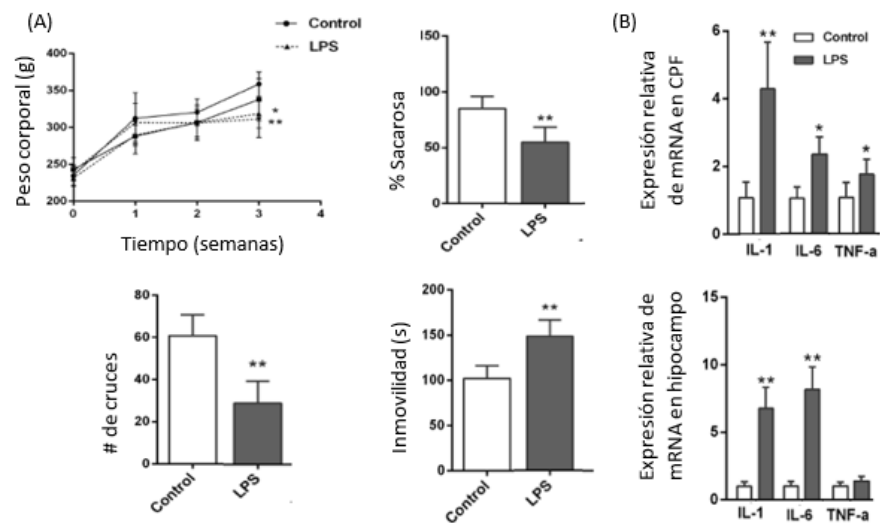 (A)
Control
LPS
Peso corporal (g)
400
350
300
250
200
0
1
2
3
4
*
**
Tiempo (semanas)
% Sacarosa
150
100
50
0
**
Control
LPS
# de cruces
80
60
40
20
0
**
Control
LPS
Inmovilidad (s)
200
150
100
50
0
**
Control
LPS
(B)
Control
LPS
Expresión relativa
de mRNA en CPF
6
4
2
0
**
*
*
IL-1
IL-6
TNF-a
Expresión relativa de
mRNA en hipocampo
15
10
5
0
**
**
IL-1
IL-6
TNF-a